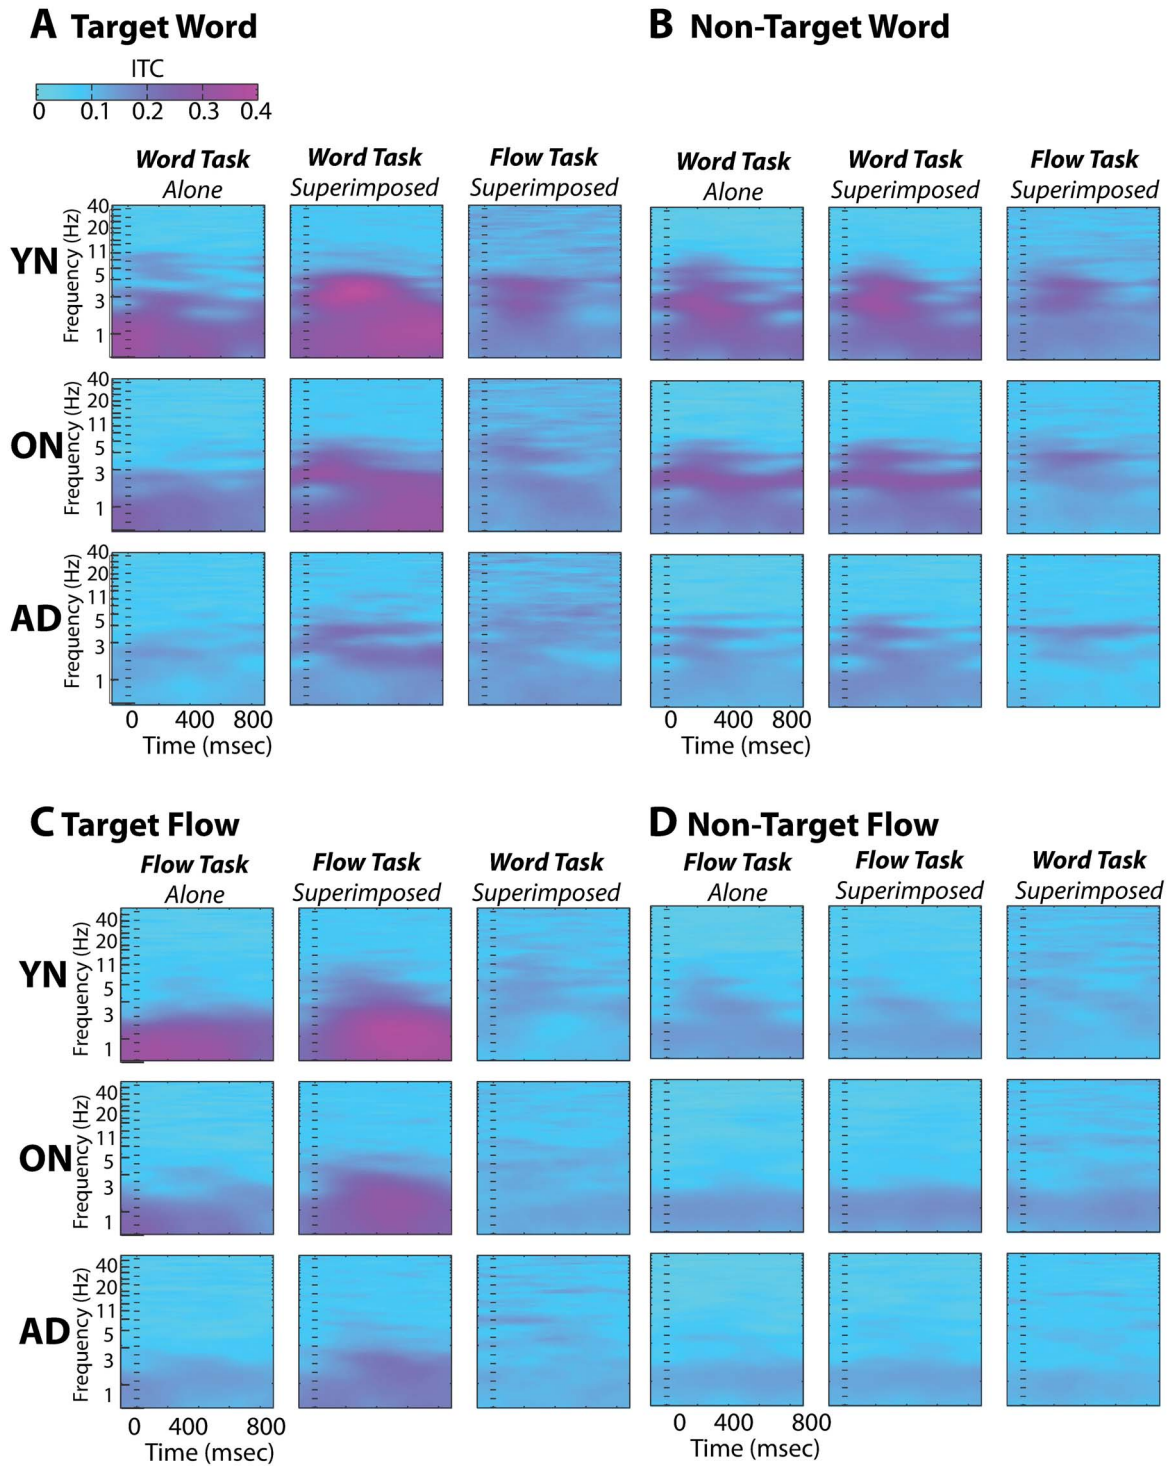 A Target Word
B Non-Target Word
ITC
0 0.1 0.2 0.3 0.4
Word Task Word Task Flow Task
Alone Superimposed Superimposed
Word Task Word Task Flow Task
Alone Superimposed Superimposed
YN
Frequency (Hz)
40
20
11
5
3
1
ON
Frequency (Hz)
40
20
11
5
3
1
AD
Frequency (Hz)
40
20
11
5
3
1
0 400 800
Time (msec)
0 400 800
Time (msec)
C Target Flow
D Non-Target Flow
Flow Task Flow Task Word Task
Alone Superimposed Superimposed
Flow Task Flow Task Word Task
Alone Superimposed Superimposed
YN
Frequency (Hz)
40
20
11
5
3
1
ON
Frequency (Hz)
40
20
11
5
3
1
AD
Frequency (Hz)
40
20
11
5
3
1
0 400 800
Time (msec)
0 400 800
Time (msec)